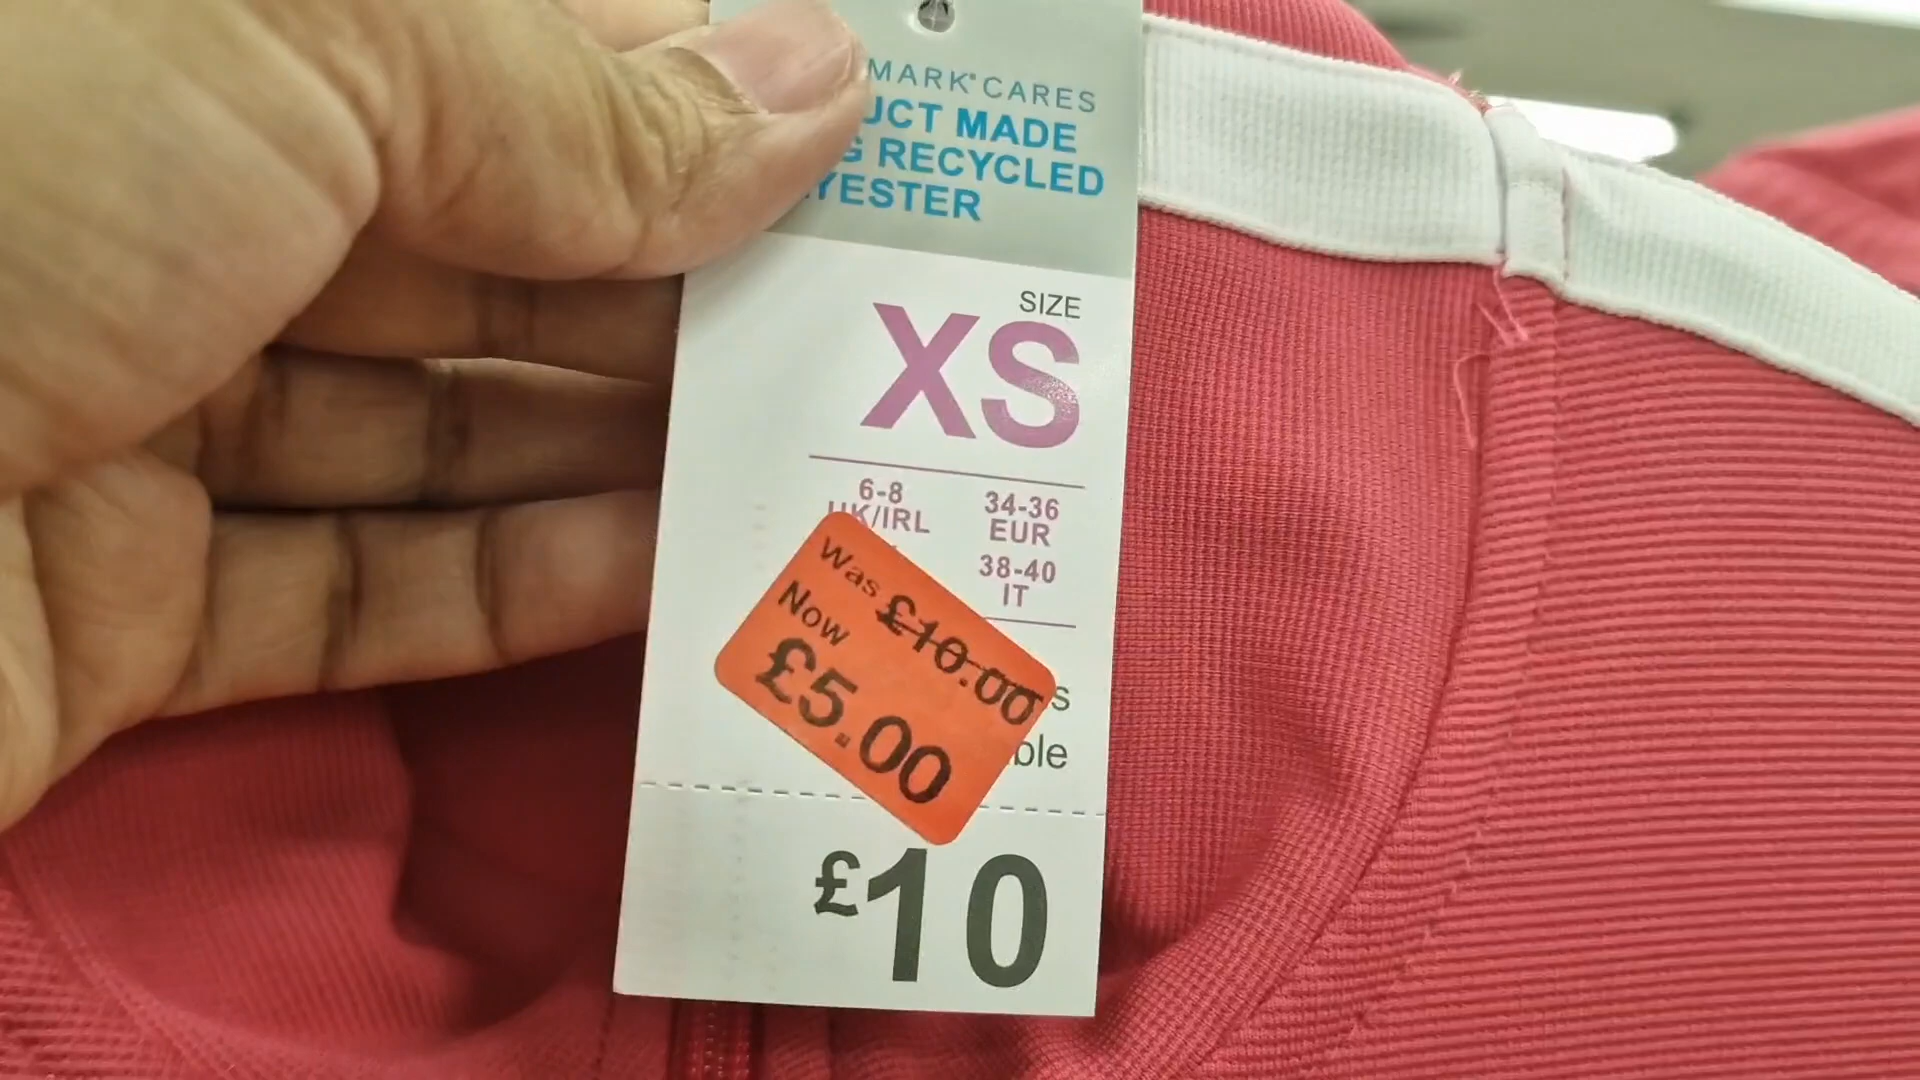 MARK CARES
UCT MADE
G RECYCLED
YESTER
SIZE
XS
6-8
UK/IRL
34-36
EUR
38-40
IT
Was £10.00
Now
£5.00
s
ble
£10